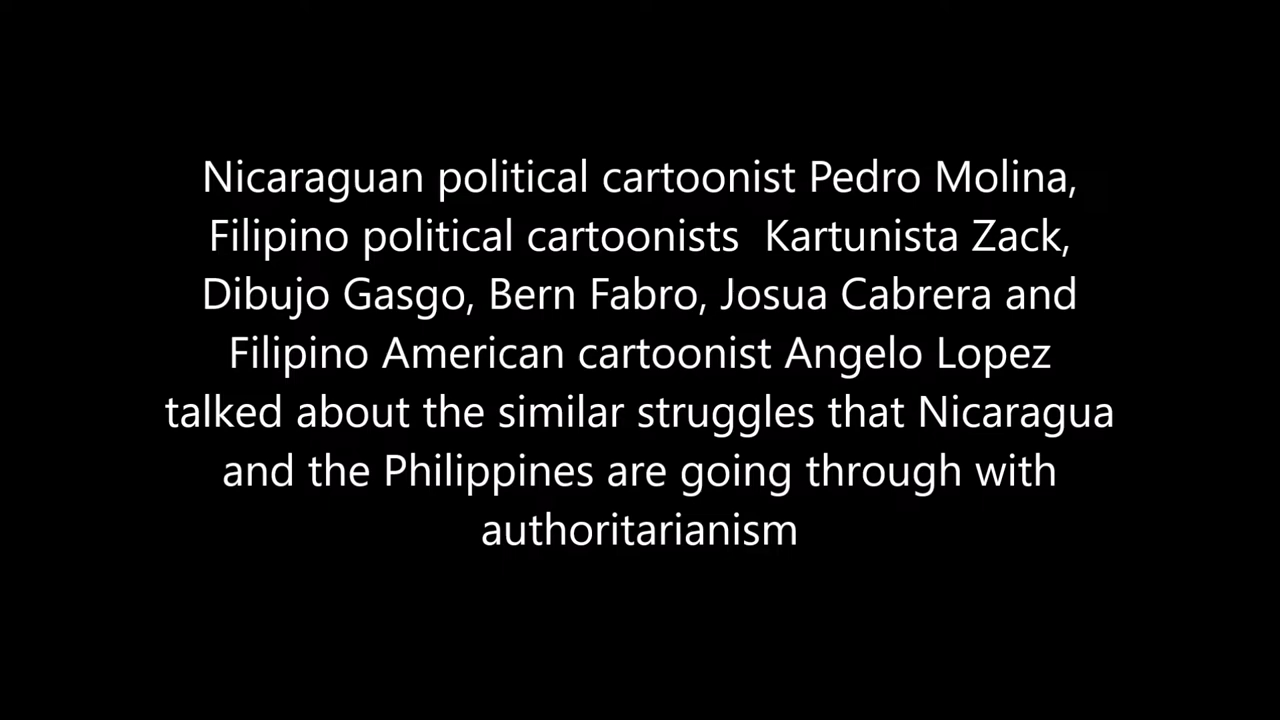 Nicaraguan political cartoonist Pedro Molina,
Filipino political cartoonists  Kartunista Zack,
Dibujo Gasgo, Bern Fabro, Josua Cabrera and
Filipino American cartoonist Angelo Lopez
talked about the similar struggles that Nicaragua
and the Philippines are going through with
authoritarianism